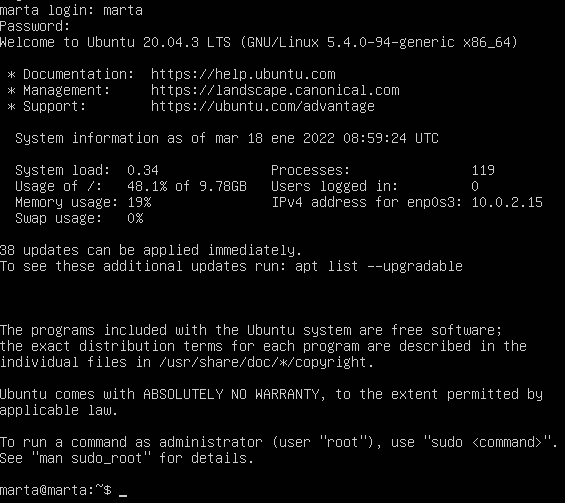 marta login: marta
Password:
Welcome to Ubuntu 20.04.3 LTS (GNU/Linux 5.4.0-94-generic x86_64)
* Documentation:  https://help.ubuntu.com
* Management:     https://landscape.canonical.com
* Support:        https://ubuntu.com/advantage
System information as of mar 18 ene 2022 08:59:24 UTC
System load:  0.34              Processes:               119
Usage of /:   48.1% of 9.78GB   Users logged in:         0
Memory usage: 19%               IPv4 address for enp0s3: 10.0.2.15
Swap usage:   0%
38 updates can be applied immediately.
To see these additional updates run: apt list --upgradable
The programs included with the Ubuntu system are free software;
the exact distribution terms for each program are described in the
individual files in /usr/share/doc/*/copyright.
Ubuntu comes with ABSOLUTELY NO WARRANTY, to the extent permitted by
applicable law.
To run a command as administrator (user "root"), use "sudo <command>".
See "man sudo_root" for details.
marta@marta:~$ _